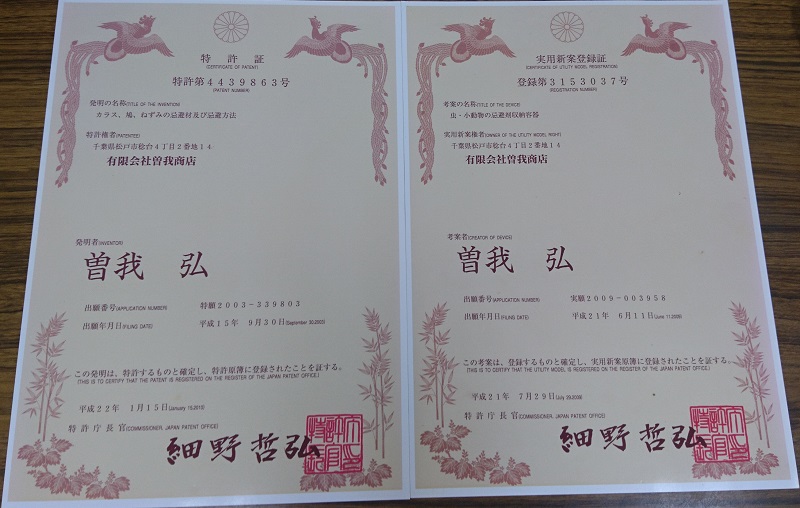 特許証
(CERTIFICATE OF PATENT)
特許第4439863号
(PATENT NUMBER)
発明の名称(TITLE OF THE INVENTION)
カラス、鳩、ねずみの忌避材及び忌避方法
特許権者(PATENTEE)
千葉県松戸市稔台4丁目2番地14
有限会社曽我商店
発明者(INVENTOR)
曽我 弘
出願番号(APPLICATION NUMBER) 特願2003-339803
出願年月日(FILING DATE) 平成15年 9月30日(September 30,2003)
この発明は、特許するものと確定し、特許原簿に登録されたことを証する。
(THIS IS TO CERTIFY THAT THE PATENT IS REGISTERED ON THE REGISTER OF THE JAPAN PATENT OFFICE.)
平成22年 1月15日(January 15,2010)
特許庁長官(COMMISSIONER, JAPAN PATENT OFFICE)
細野哲弘
実用新案登録証
(CERTIFICATE OF UTILITY MODEL REGISTRATION)
登録第3153037号
(REGISTRATION NUMBER)
考案の名称(TITLE OF THE DEVICE)
虫・小動物の忌避剤収納容器
実用新案権者(OWNER OF THE UTILITY MODEL RIGHT)
千葉県松戸市稔台4丁目2番地14
有限会社曽我商店
考案者(CREATOR OF DEVICE)
曽我 弘
出願番号(APPLICATION NUMBER) 実願2009-003958
出願年月日(FILING DATE) 平成21年 6月11日(June 11,2009)
この考案は、登録するものと確定し、実用新案原簿に登録されたことを証する。
(THIS IS TO CERTIFY THAT THE UTILITY MODEL IS REGISTERED ON THE REGISTER OF THE JAPAN PATENT OFFICE.)
平成21年 7月29日(July 29,2009)
特許庁長官(COMMISSIONER, JAPAN PATENT OFFICE)
細野哲弘